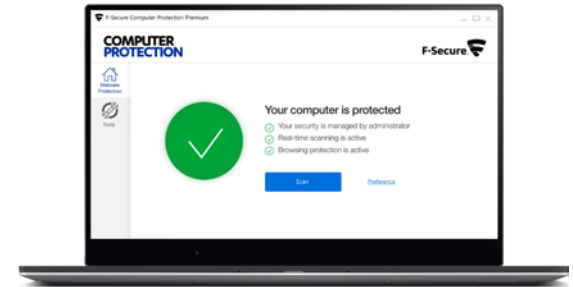 F-Secure Computer Protection Premium
COMPUTER
PROTECTION
F-Secure
Malware
Protection
Tools
Your computer is protected
Your security is managed by administrator
Real-time scanning is active
Browsing protection is active
Scan
Preference